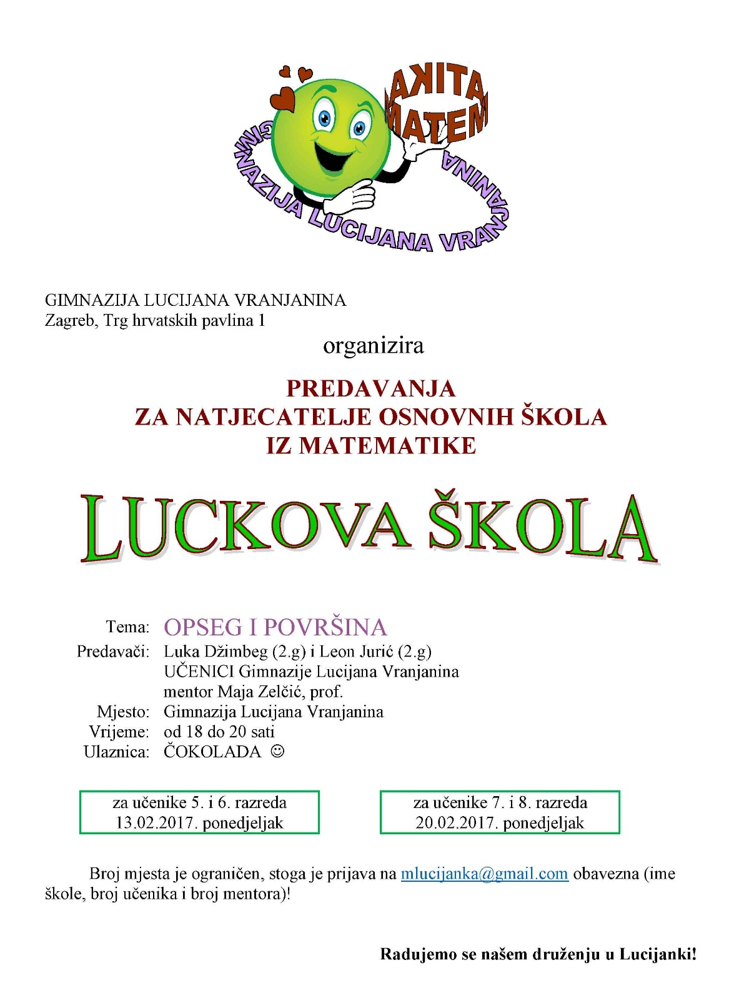 MATEMATIKA
GIMNAZIJA LUCIJANA VRANJANINA
GIMNAZIJA LUCIJANA VRANJANINA
Zagreb, Trg hrvatskih pavlina 1
organizira
PREDAVANJA
ZA NATJECATELJE OSNOVNIH ŠKOLA
IZ MATEMATIKE
LUCKOVA ŠKOLA
Tema: OPSEG I POVRŠINA
Predavači: Luka Džimbeg (2.g) i Leon Jurić (2.g)
UČENICI Gimnazije Lucijana Vranjanina
mentor Maja Zelčić, prof.
Mjesto: Gimnazija Lucijana Vranjanina
Vrijeme: od 18 do 20 sati
Ulaznica: ČOKOLADA ☺
za učenike 5. i 6. razreda
13.02.2017. ponedjeljak
za učenike 7. i 8. razreda
20.02.2017. ponedjeljak
Broj mjesta je ograničen, stoga je prijava na mlucijanka@gmail.com obavezna (ime
škole, broj učenika i broj mentora)!
Radujemo se našem druženju u Lucijanki!